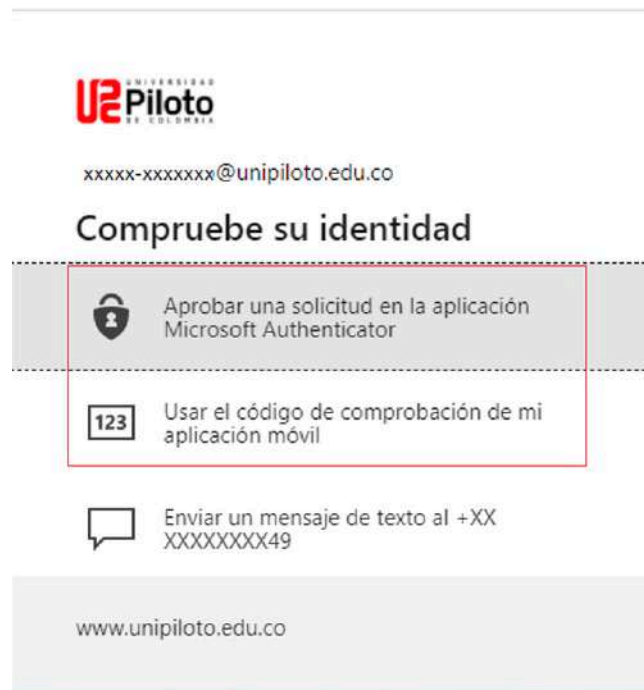 UNIVERSIDAD
Piloto
DE COLOMBIA
xxxxx-xxxxxxx@unipiloto.edu.co
Compruebe su identidad
Aprobar una solicitud en la aplicación
Microsoft Authenticator
123
Usar el código de comprobación de mi
aplicación móvil
Enviar un mensaje de texto al +XX
XXXXXXXX49
www.unipiloto.edu.co